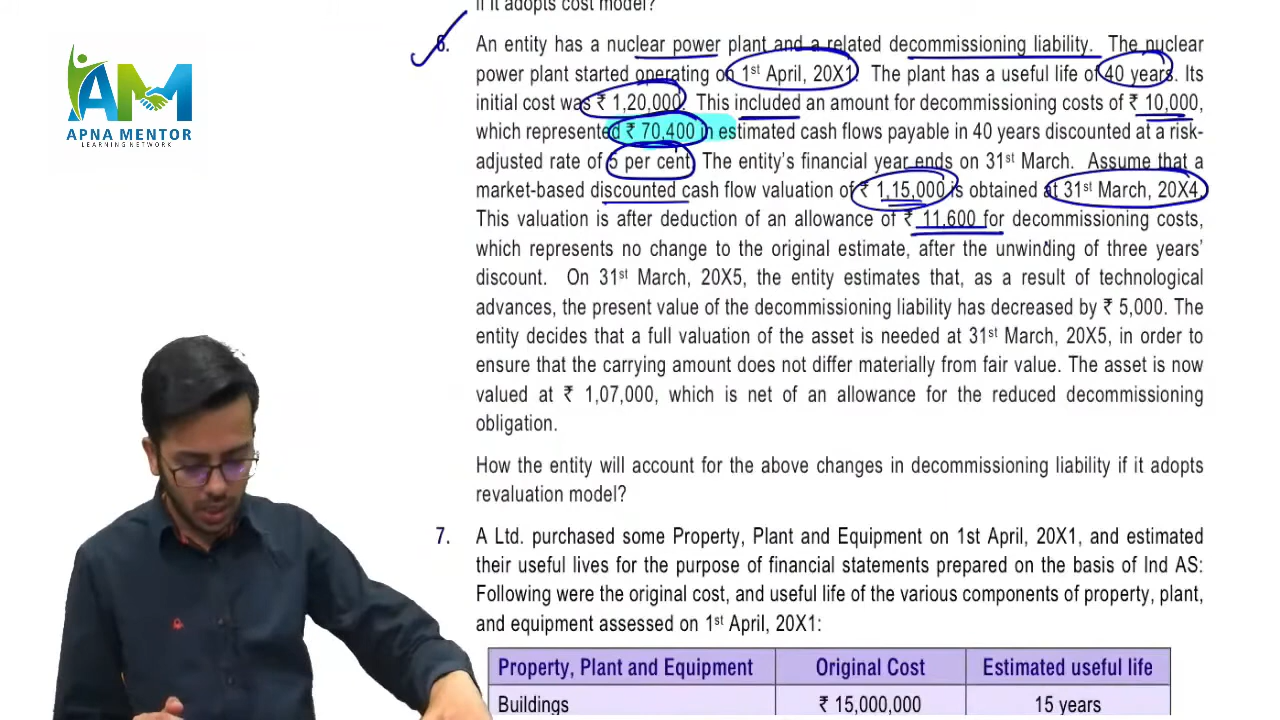 if it adopts cost model?
AM
APNA MENTOR
LEARNING NETWORK
6. An entity has a nuclear power plant and a related decommissioning liability. The nuclear
power plant started operating on 1st April, 20X1. The plant has a useful life of 40 years. Its
initial cost was ₹ 1,20,000. This included an amount for decommissioning costs of ₹ 10,000,
which represented ₹ 70,400 in estimated cash flows payable in 40 years discounted at a risk-
adjusted rate of 5 per cent. The entity's financial year ends on 31st March. Assume that a
market-based discounted cash flow valuation of ₹ 1,15,000 is obtained at 31st March, 20X4.
This valuation is after deduction of an allowance of ₹ 11,600 for decommissioning costs,
which represents no change to the original estimate, after the unwinding of three years'
discount. On 31st March, 20X5, the entity estimates that, as a result of technological
advances, the present value of the decommissioning liability has decreased by ₹ 5,000. The
entity decides that a full valuation of the asset is needed at 31st March, 20X5, in order to
ensure that the carrying amount does not differ materially from fair value. The asset is now
valued at ₹ 1,07,000, which is net of an allowance for the reduced decommissioning
obligation.
How the entity will account for the above changes in decommissioning liability if it adopts
revaluation model?
7. A Ltd. purchased some Property, Plant and Equipment on 1st April, 20X1, and estimated
their useful lives for the purpose of financial statements prepared on the basis of Ind AS:
Following were the original cost, and useful life of the various components of property, plant,
and equipment assessed on 1st April, 20X1:
Property, Plant and Equipment Original Cost Estimated useful life
Buildings ₹ 15,000,000 15 years